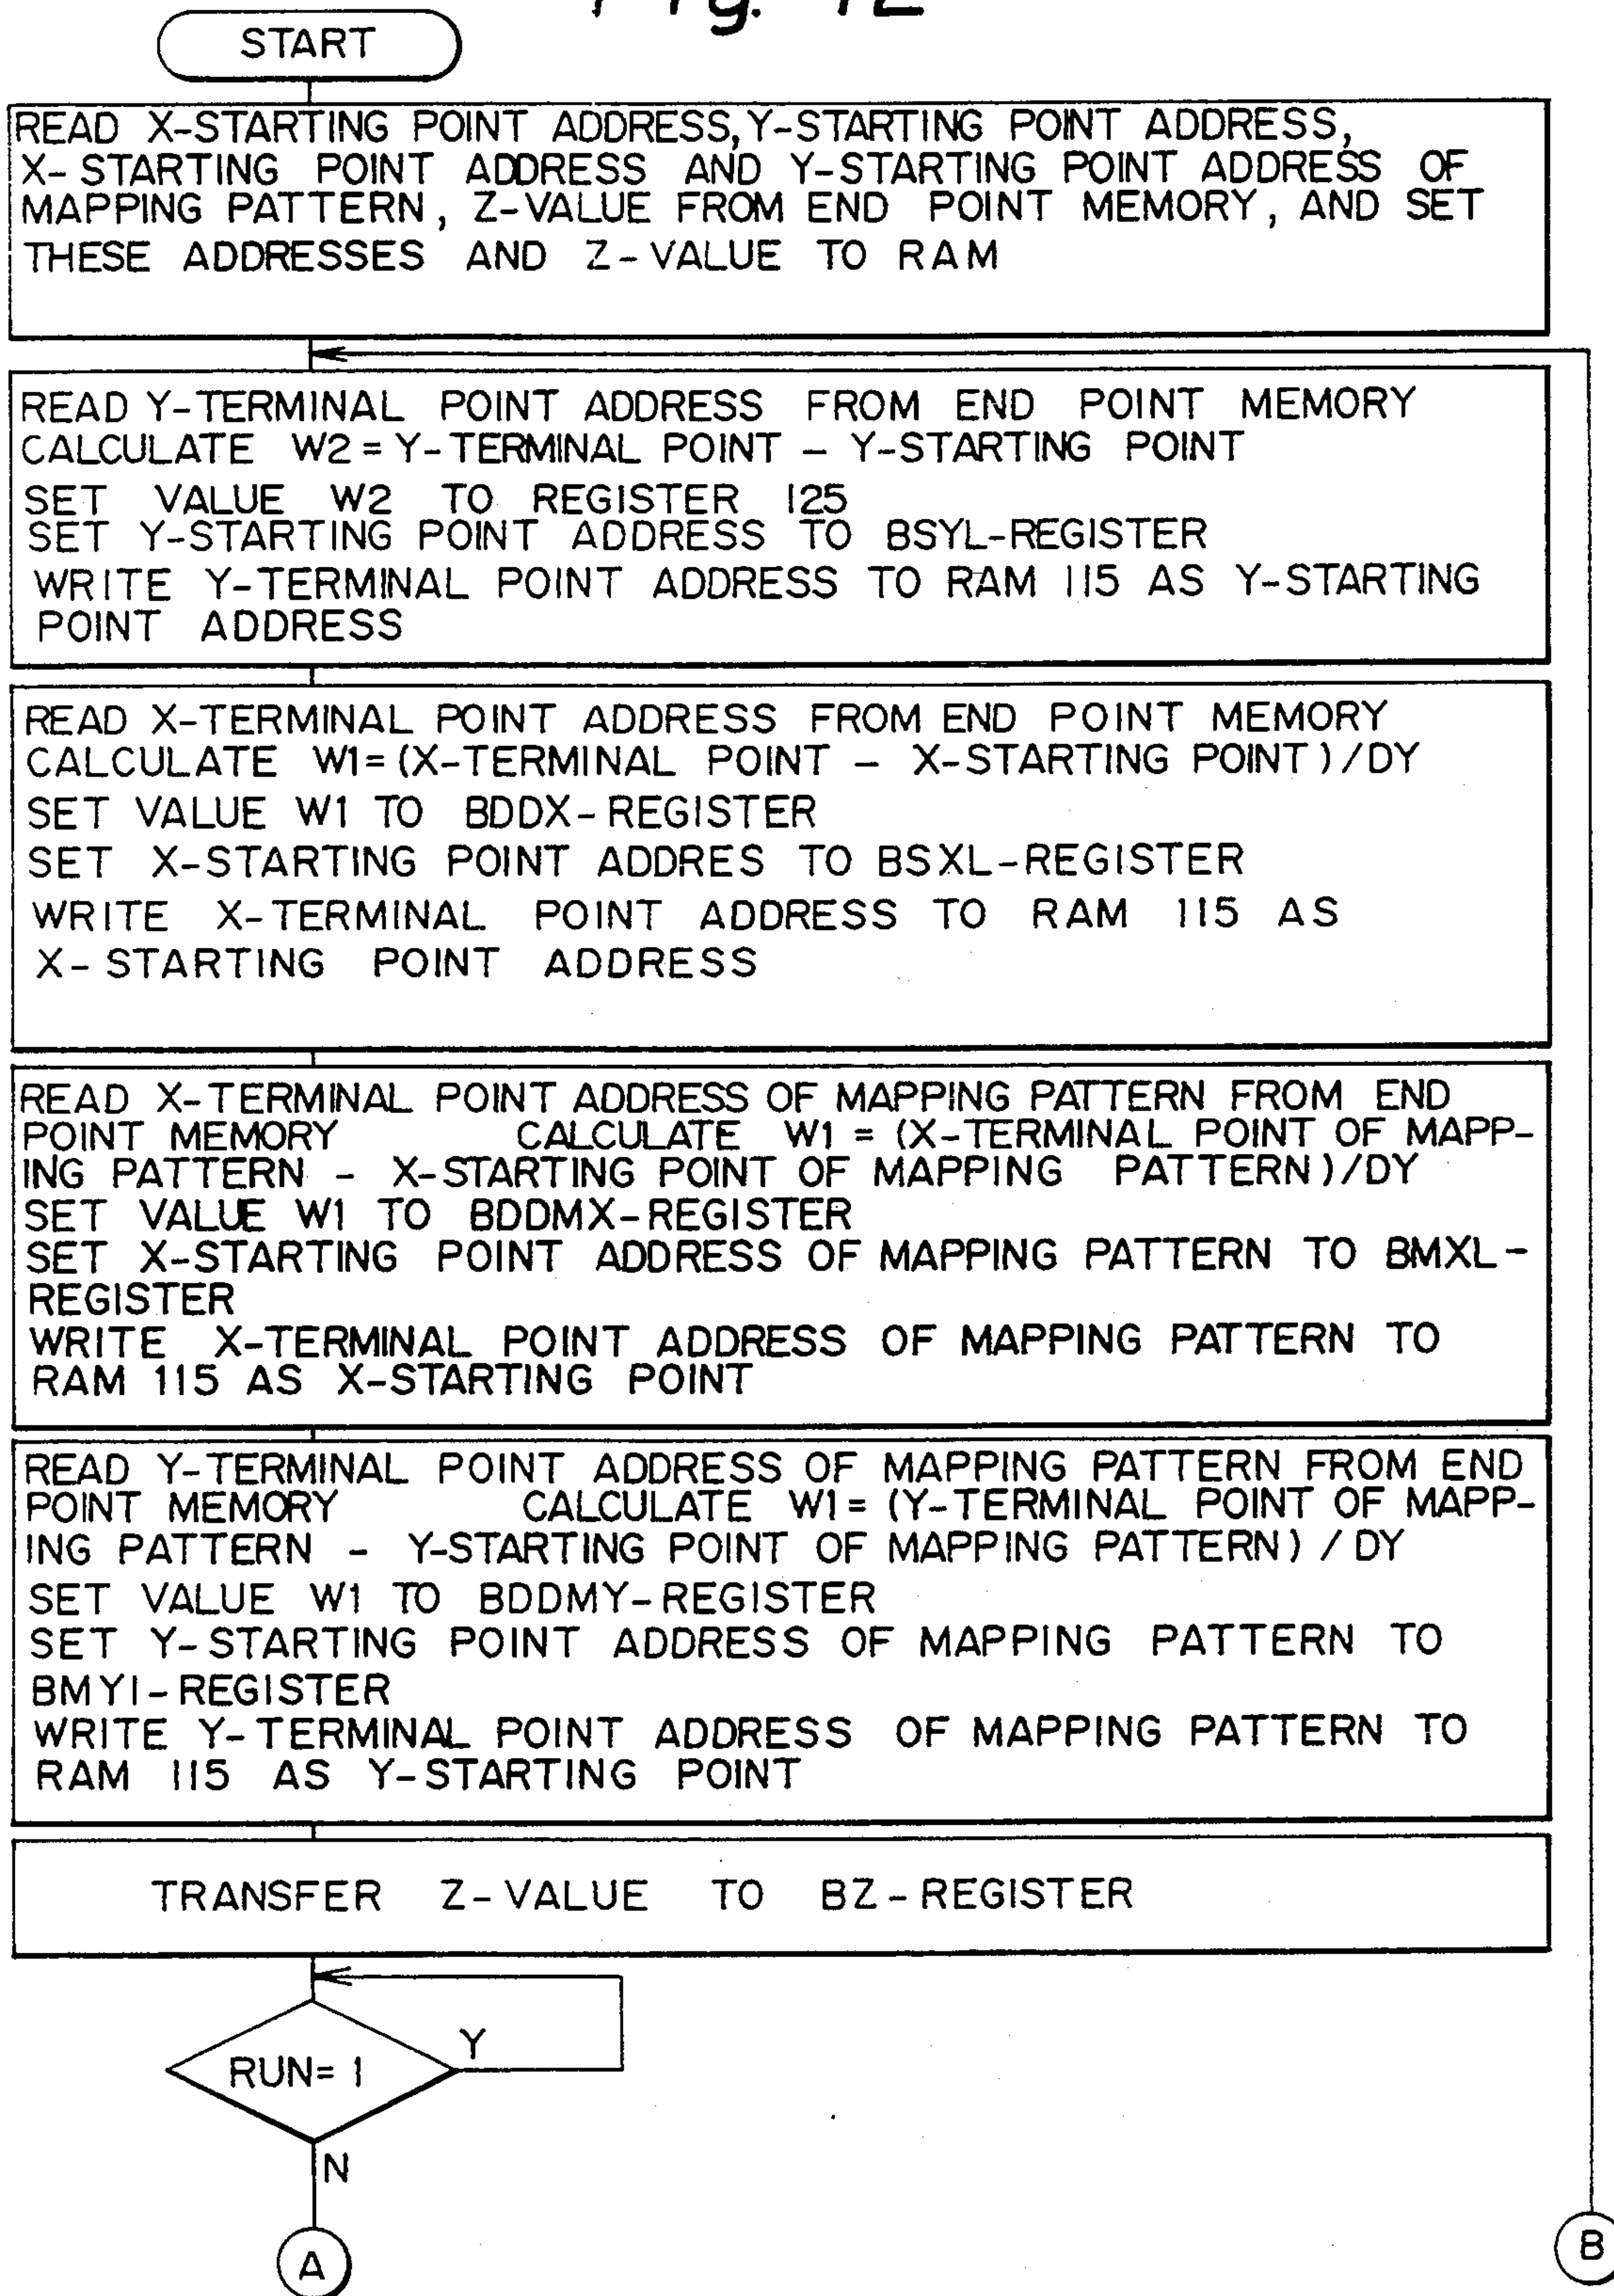 Fig. 12
START
READ X-STARTING POINT ADDRESS, Y-STARTING POINT ADDRESS,
X-STARTING POINT ADDRESS AND Y-STARTING POINT ADDRESS OF
MAPPING PATTERN, Z-VALUE FROM END POINT MEMORY, AND SET
THESE ADDRESSES AND Z-VALUE TO RAM
READ Y-TERMINAL POINT ADDRESS FROM END POINT MEMORY
CALCULATE W2 = Y-TERMINAL POINT - Y-STARTING POINT
SET VALUE W2 TO REGISTER 125
SET Y-STARTING POINT ADDRESS TO BSYL-REGISTER
WRITE Y-TERMINAL POINT ADDRESS TO RAM 115 AS Y-STARTING
POINT ADDRESS
READ X-TERMINAL POINT ADDRESS FROM END POINT MEMORY
CALCULATE W1=(X-TERMINAL POINT - X-STARTING POINT)/DY
SET VALUE W1 TO BDDX-REGISTER
SET X-STARTING POINT ADDRES TO BSXL-REGISTER
WRITE X-TERMINAL POINT ADDRESS TO RAM 115 AS
X-STARTING POINT ADDRESS
READ X-TERMINAL POINT ADDRESS OF MAPPING PATTERN FROM END
POINT MEMORY CALCULATE W1 = (X-TERMINAL POINT OF MAPP-
ING PATTERN - X-STARTING POINT OF MAPPING PATTERN)/DY
SET VALUE W1 TO BDDMX-REGISTER
SET X-STARTING POINT ADDRESS OF MAPPING PATTERN TO BMXL-
REGISTER
WRITE X-TERMINAL POINT ADDRESS OF MAPPING PATTERN TO
RAM 115 AS X-STARTING POINT
READ Y-TERMINAL POINT ADDRESS OF MAPPING PATTERN FROM END
POINT MEMORY CALCULATE W1= (Y-TERMINAL POINT OF MAPP-
ING PATTERN - Y-STARTING POINT OF MAPPING PATTERN) / DY
SET VALUE W1 TO BDDMY-REGISTER
SET Y-STARTING POINT ADDRESS OF MAPPING PATTERN TO
BMYI-REGISTER
WRITE Y-TERMINAL POINT ADDRESS OF MAPPING PATTERN TO
RAM 115 AS Y-STARTING POINT
TRANSFER Z-VALUE TO BZ-REGISTER
Y
RUN= 1
N
A
B